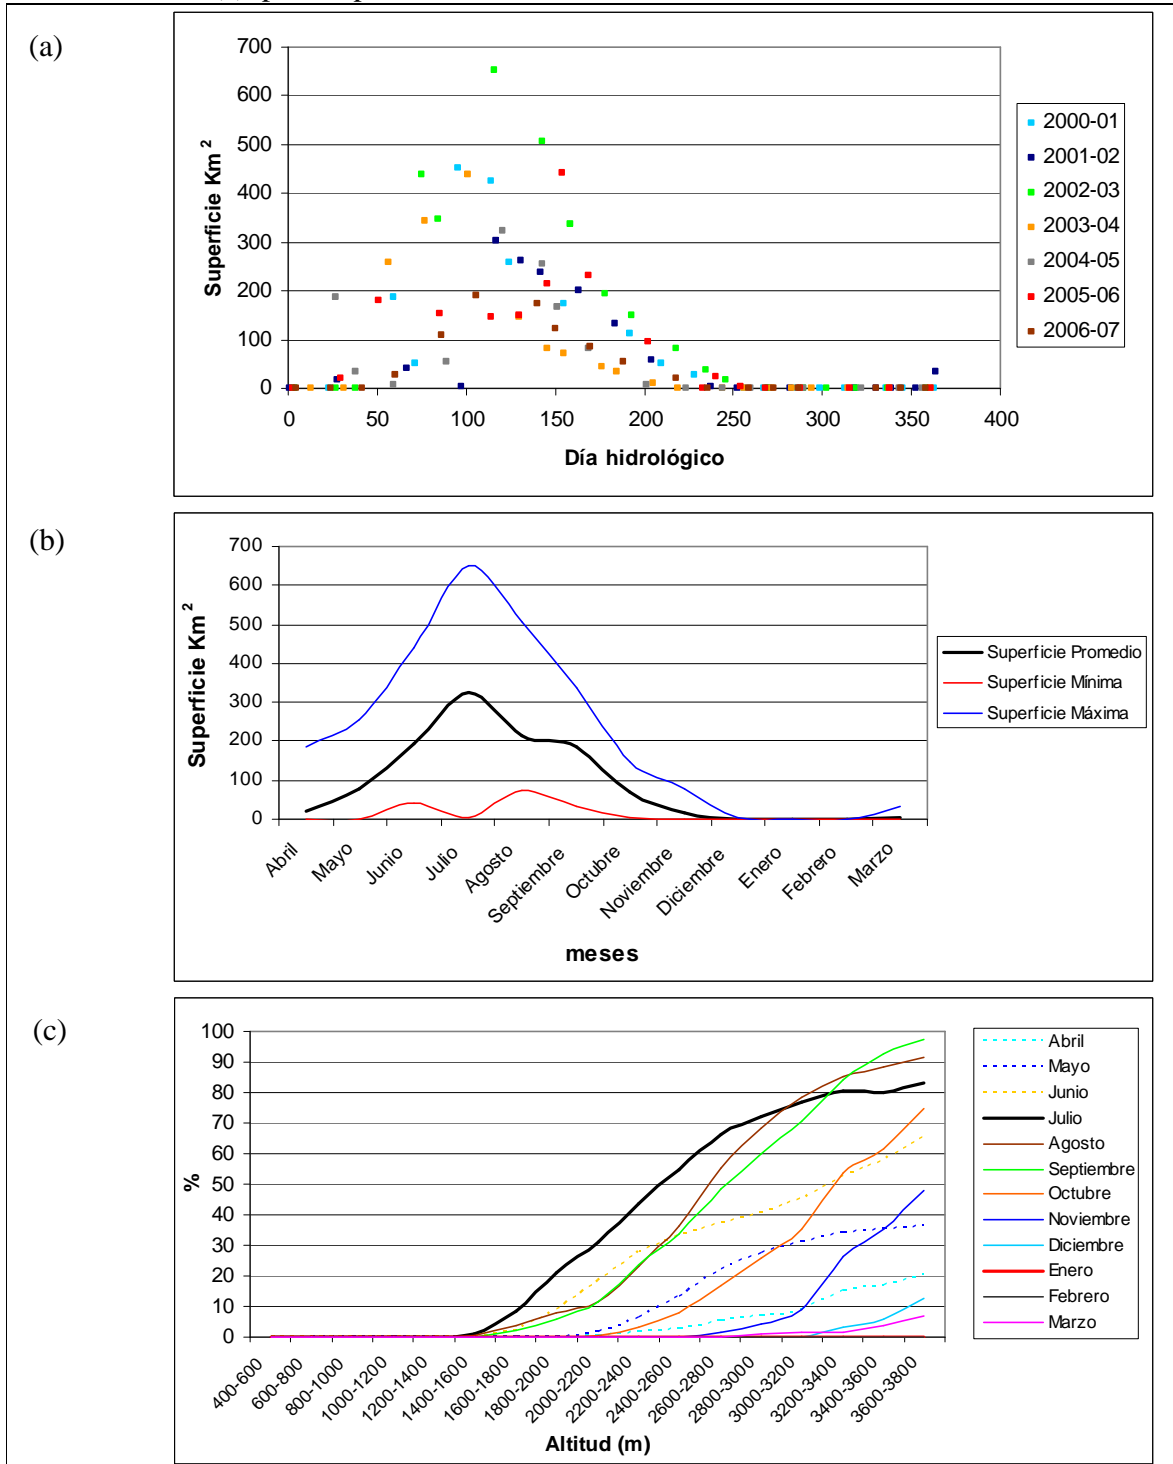 (a)
700
600
500
400
300
200
100
0
Superficie Km²
0 50 100 150 200 250 300 350 400
Día hidrológico
2000-01
2001-02
2002-03
2003-04
2004-05
2005-06
2006-07
(b)
700
600
500
400
300
200
100
0
Superficie Km²
Abril Mayo Junio Julio Agosto Septiembre Octubre Noviembre Diciembre Enero Febrero Marzo
meses
Superficie Promedio
Superficie Mínima
Superficie Máxima
(c)
100
90
80
70
60
50
40
30
20
10
0
%
400-600 600-800 800-1000 1000-1200 1200-1400 1400-1600 1600-1800 1800-2000 2000-2200 2200-2400 2400-2600 2600-2800 2800-3000 3000-3200 3200-3400 3400-3600 3600-3800
Altitud (m)
Abril
Mayo
Junio
Julio
Agosto
Septiembre
Octubre
Noviembre
Diciembre
Enero
Febrero
Marzo